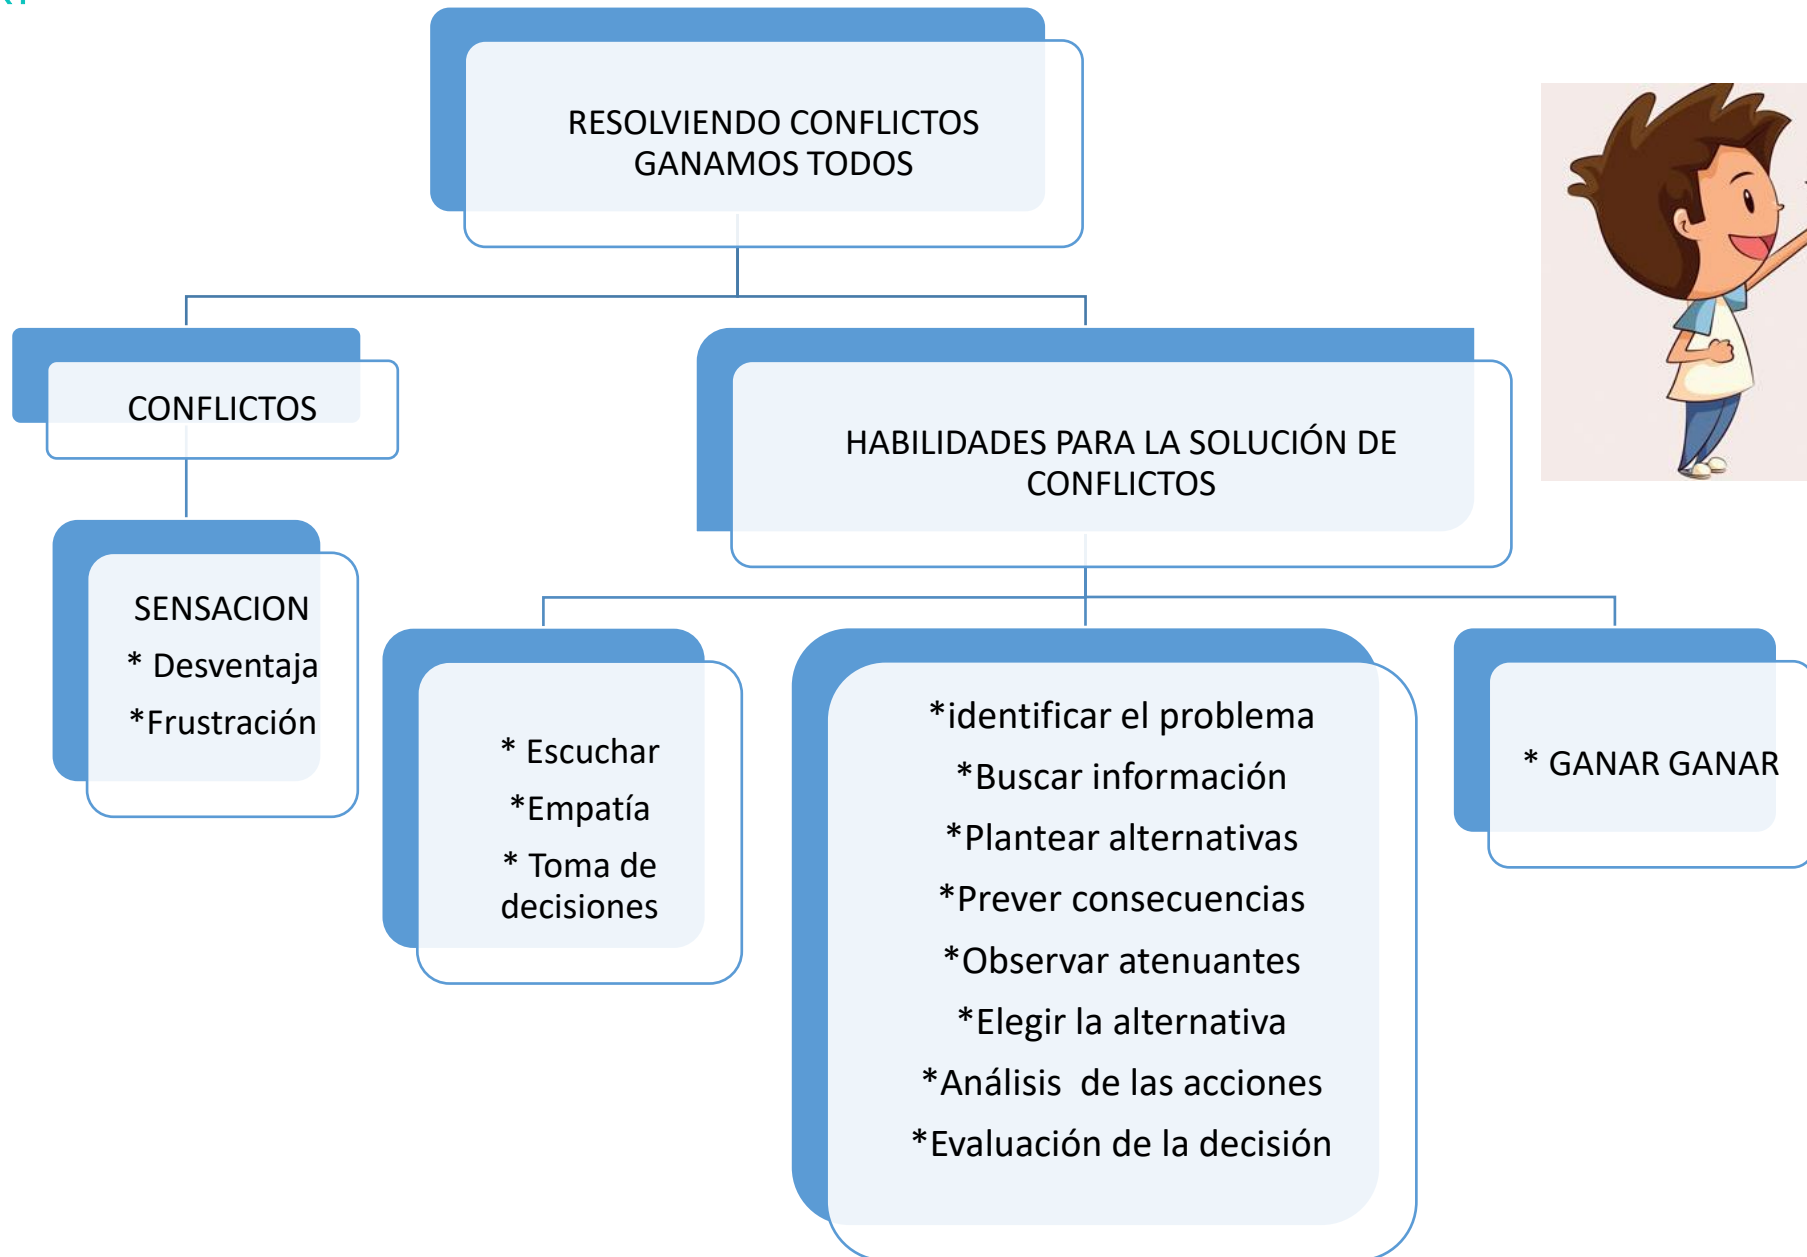 RESOLVIENDO CONFLICTOS
GANAMOS TODOS
CONFLICTOS
HABILIDADES PARA LA SOLUCIÓN DE
CONFLICTOS
SENSACION
* Desventaja
*Frustración
* Escuchar
*Empatía
* Toma de
decisiones
*identificar el problema
*Buscar información
*Plantear alternativas
*Prever consecuencias
*Observar atenuantes
*Elegir la alternativa
*Análisis  de las acciones
*Evaluación de la decisión
* GANAR GANAR